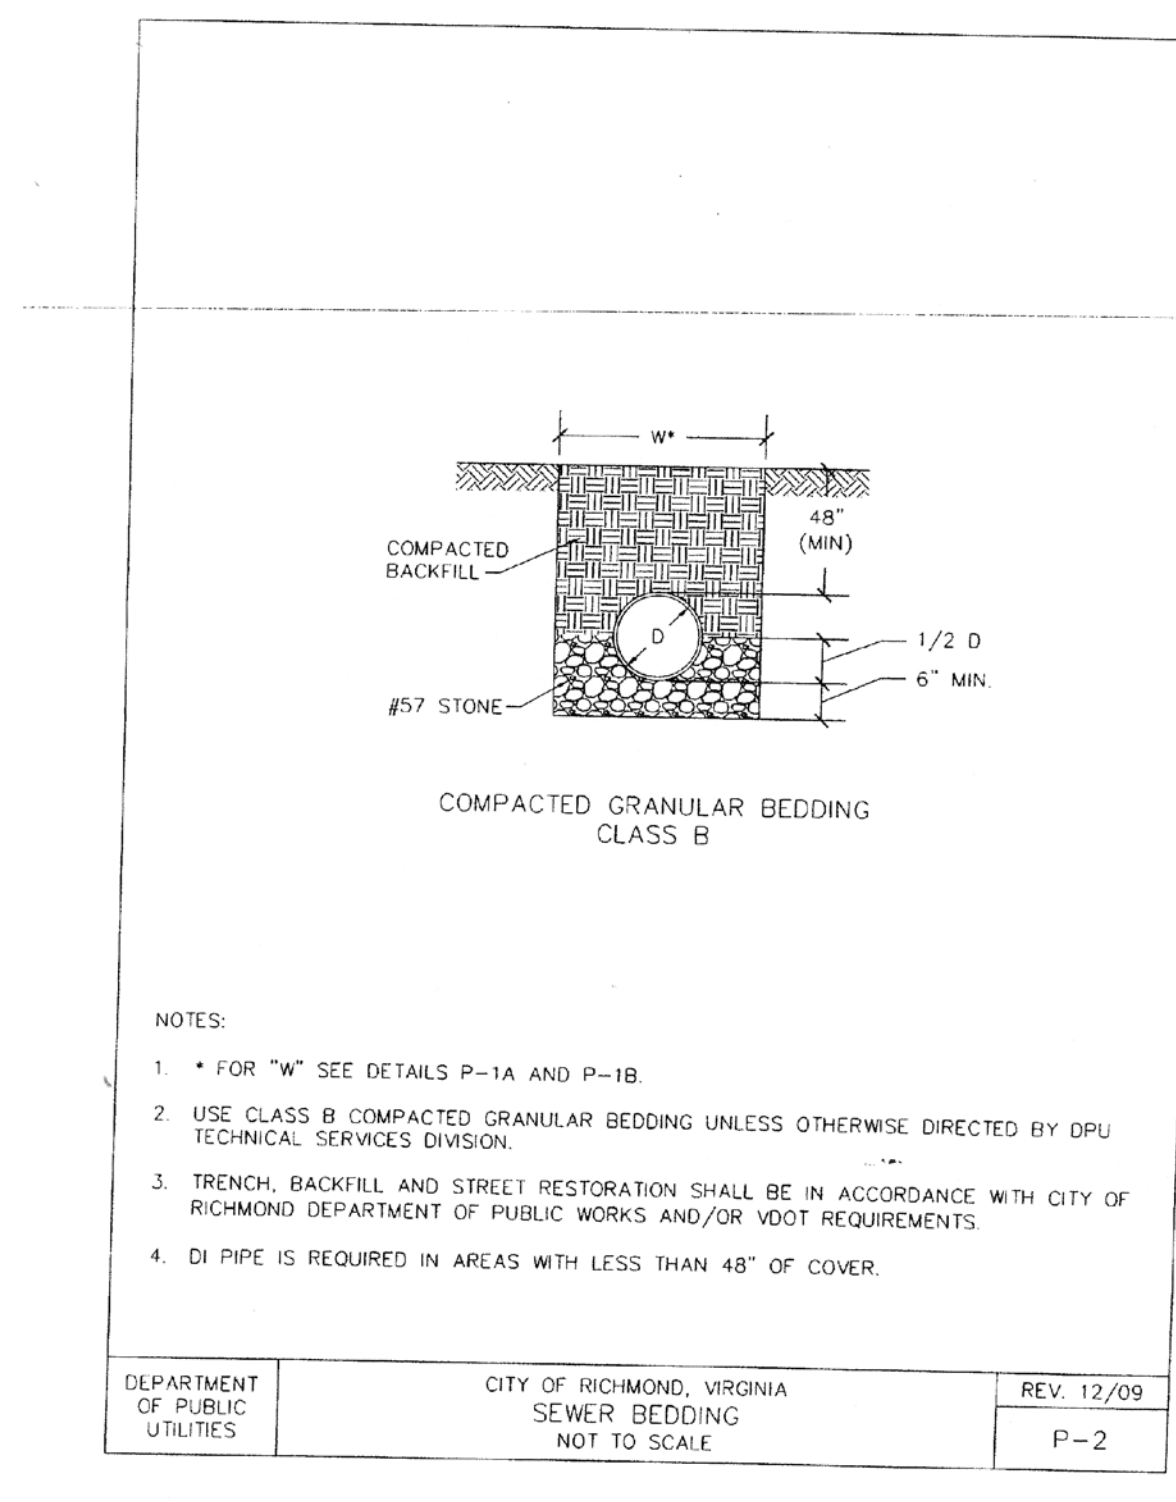 W*
48"
(MIN)
COMPACTED
BACKFILL
D
1/2 D
6" MIN.
#57 STONE
COMPACTED GRANULAR BEDDING
CLASS B
NOTES:
1. * FOR "W" SEE DETAILS P-1A AND P-1B.
2. USE CLASS B COMPACTED GRANULAR BEDDING UNLESS OTHERWISE DIRECTED BY DPU
TECHNICAL SERVICES DIVISION.
3. TRENCH, BACKFILL AND STREET RESTORATION SHALL BE IN ACCORDANCE WITH CITY OF
RICHMOND DEPARTMENT OF PUBLIC WORKS AND/OR VDOT REQUIREMENTS.
4. DI PIPE IS REQUIRED IN AREAS WITH LESS THAN 48" OF COVER.
DEPARTMENT
OF PUBLIC
UTILITIES
CITY OF RICHMOND, VIRGINIA
SEWER BEDDING
NOT TO SCALE
REV. 12/09
P-2